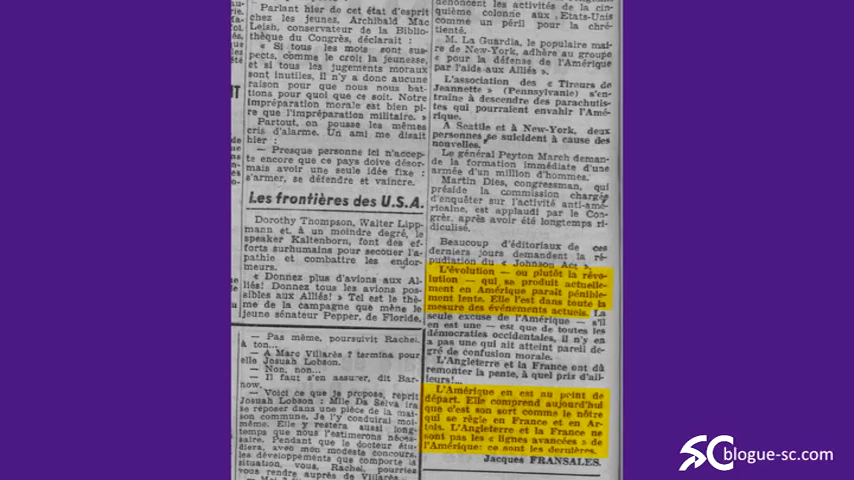 Parlant hier de cet état d'esprit
chez les jeunes, Archibald Mac
Leish, conservateur de la Biblio-
thèque du Congrès, déclarait :
« Si tous les mots sont sus-
pects, comme le croit la jeunesse,
et si tous les jugements moraux
sont inutiles, il n'y a donc aucune
raison pour que nous nous bat-
tions pour quoi que ce soit. Notre
impréparation morale est bien pi-
re que l'impréparation militaire. »
Partout, on pousse les mêmes
cris d'alarme. Un ami me disait
hier :
— Presque personne ici n'accep-
te encore que ce pays doive désor-
mais avoir une seule idée fixe :
s'armer, se défendre et vaincre.
Les frontières des U.S.A.
Dorothy Thompson, Walter Lipp-
mann et, à un moindre degré, le
speaker Kaltenborn, font des ef-
forts surhumains pour secouer l'a-
pathie et combattre les endor-
meurs.
« Donnez plus d'avions aux Al-
liés! Donnez tous les avions pos-
sibles aux Alliés! » Tel est le thè-
me de la campagne que mène le
jeune sénateur Pepper, de Floride,
— Pas même, poursuivit Rachel,
à ton...
— A Marc Villarès ? termina pour
elle Josuah Lobson.
— Non, non...
— Il faut s'en assurer, dit Bar-
now.
— Voici ce que je propose, reprit
Josuah Lobson : Mlle Da Selva ira
se reposer dans une pièce de la mai-
son commune. Je l'y conduirai moi-
même. Elle y restera aussi long-
temps que nous l'estimerons néces-
saire. Pendant que le docteur étu-
diera, avec mon modeste concours,
les développements que comporte la
situation, vous, Rachel, pourriez
vous rendre auprès de Villarès...
dénoncent les activités de la cin-
quième colonne aux Etats-Unis
comme un péril pour la chré-
tienté.
M. La Guardia, le populaire mai-
re de New-York, adhère au groupe
« pour la défense de l'Amérique
par l'aide aux Alliés ».
L'association des « Tireurs de
Jeannette » (Pennsylvanie) s'en-
traîne à descendre des parachutis-
tes qui pourraient envahir l'Amé-
rique.
A Seattle et à New-York, deux
personnes se suicident à cause des
nouvelles.
Le général Peyton March deman-
de la formation immédiate d'une
armée d'un million d'hommes.
Martin Dies, congressman, qui
préside la commission chargée
d'enquêter sur l'activité anti-amé-
ricaine, est applaudi par le Con-
grès, après avoir été longtemps ri-
diculisé.
Beaucoup d'éditoriaux de ces
derniers jours demandent la ré-
pudiation du « Johnson Act ».
L'évolution — ou plutôt la révo-
lution — qui se produit actuelle-
ment en Amérique paraît pénible-
ment lente. Elle l'est dans toute la
mesure des événements actuels. La
seule excuse de l'Amérique — s'il
en est une — est que de toutes les
démocraties occidentales, il n'y en
a pas une qui ait atteint pareil de-
gré de confusion morale.
L'Angleterre et la France ont dû
remonter la pente, à quel prix d'ail-
leurs!...
L'Amérique en est au point de
départ. Elle comprend aujourd'hui
que c'est son sort comme le nôtre
qui se règle en France et en Ar-
tois. L'Angleterre et la France ne
sont pas les « lignes avancées » de
l'Amérique: ce sont les dernières.
Jacques FRANSALES.
SC blogue-sc.com